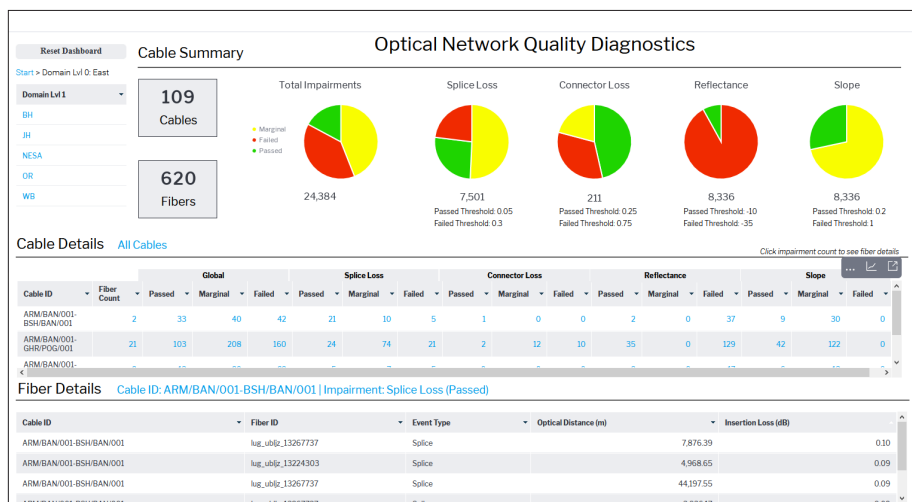 Optical Network Quality Diagnostics
Reset Dashboard
Cable Summary
Start > Domain Lvl 0: East
Domain Lvl 1
BH
JH
NESA
OR
WB
109
Cables
620
Fibers
Total Impairments
Marginal
Failed
Passed
24,384
Splice Loss
7,501
Passed Threshold: 0.05
Failed Threshold: 0.3
Connector Loss
211
Passed Threshold: 0.25
Failed Threshold: 0.75
Reflectance
8,336
Passed Threshold: -10
Failed Threshold: -35
Slope
8,336
Passed Threshold: 0.2
Failed Threshold: 1
Cable Details All Cables
Click impairment count to see fiber details
Global Splice Loss Connector Loss Reflectance Slope
Cable ID Fiber Count Passed Marginal Failed Passed Marginal Failed Passed Marginal Failed Passed Marginal Failed Passed Marginal Failed
ARM/BAN/001-BSH/BAN/001 2 33 40 42 21 10 5 1 0 0 2 0 37 9 30 0
ARM/BAN/001-GHR/POG/001 21 103 208 160 24 74 21 2 12 10 35 0 129 42 122 0
ARM/BAN/001-
Fiber Details Cable ID: ARM/BAN/001-BSH/BAN/001 | Impairment: Splice Loss (Passed)
Cable ID Fiber ID Event Type Optical Distance (m) Insertion Loss (dB)
ARM/BAN/001-BSH/BAN/001 lug_ubljz_13267737 Splice 7,876.39 0.10
ARM/BAN/001-BSH/BAN/001 lug_ubljz_13224303 Splice 4,968.65 0.09
ARM/BAN/001-BSH/BAN/001 lug_ubljz_13267737 Splice 44,197.55 0.09